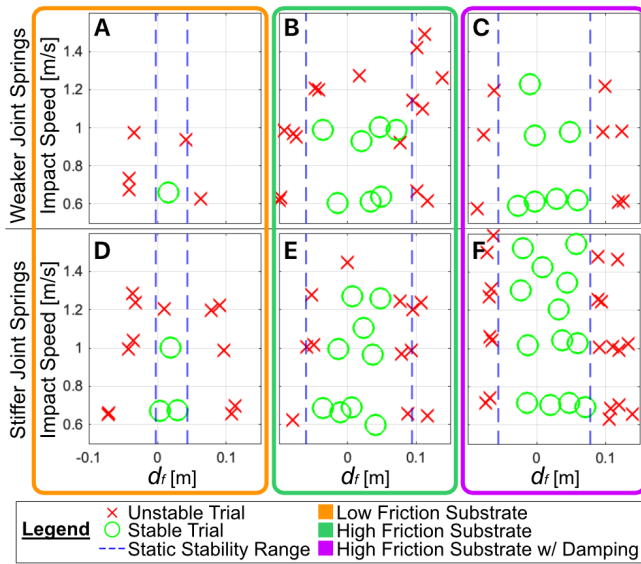 Weaker Joint Springs
Impact Speed [m/s]
A
B
C
1.4
1.2
1
0.8
0.6
Stiffer Joint Springs
Impact Speed [m/s]
D
E
F
1.4
1.2
1
0.8
0.6
-0.1 0 0.1
0 0.1
0 0.1
df [m]
df [m]
df [m]
Legend
Unstable Trial
Stable Trial
Static Stability Range
Low Friction Substrate
High Friction Substrate
High Friction Substrate w/ Damping